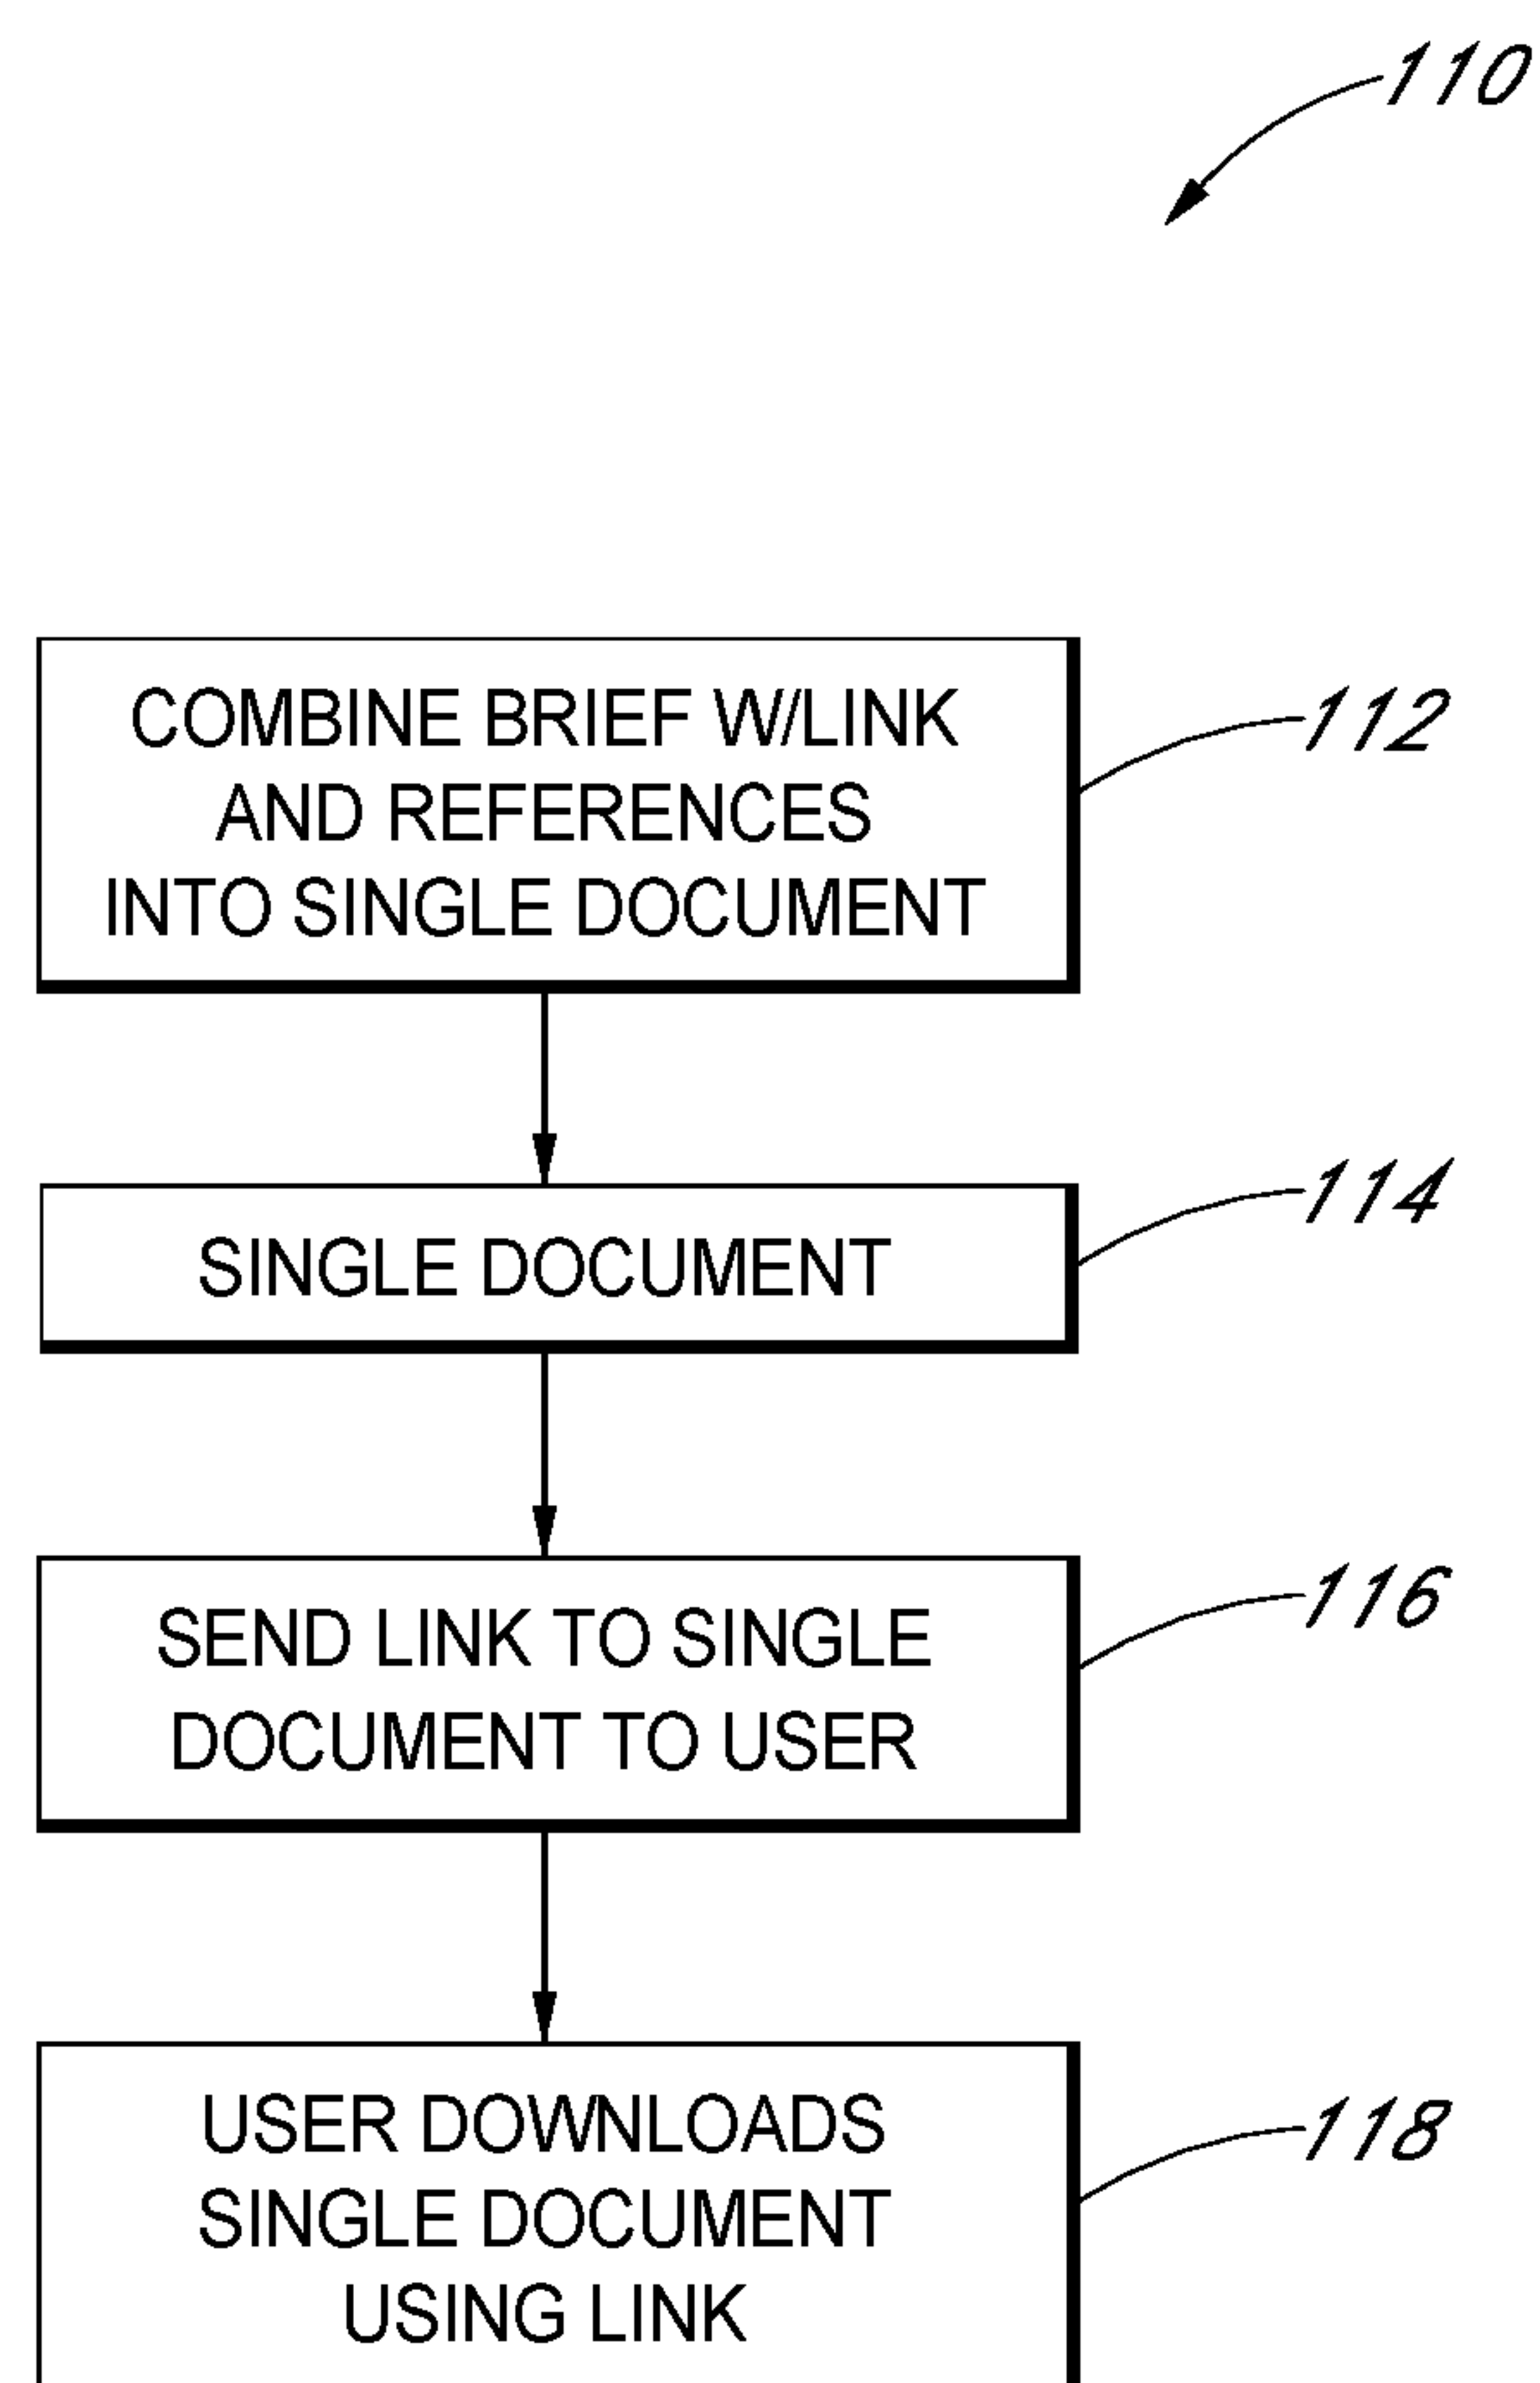 110
COMBINE BRIEF W/LINK
AND REFERENCES
INTO SINGLE DOCUMENT
112
SINGLE DOCUMENT
114
SEND LINK TO SINGLE
DOCUMENT TO USER
116
USER DOWNLOADS
SINGLE DOCUMENT
USING LINK
118